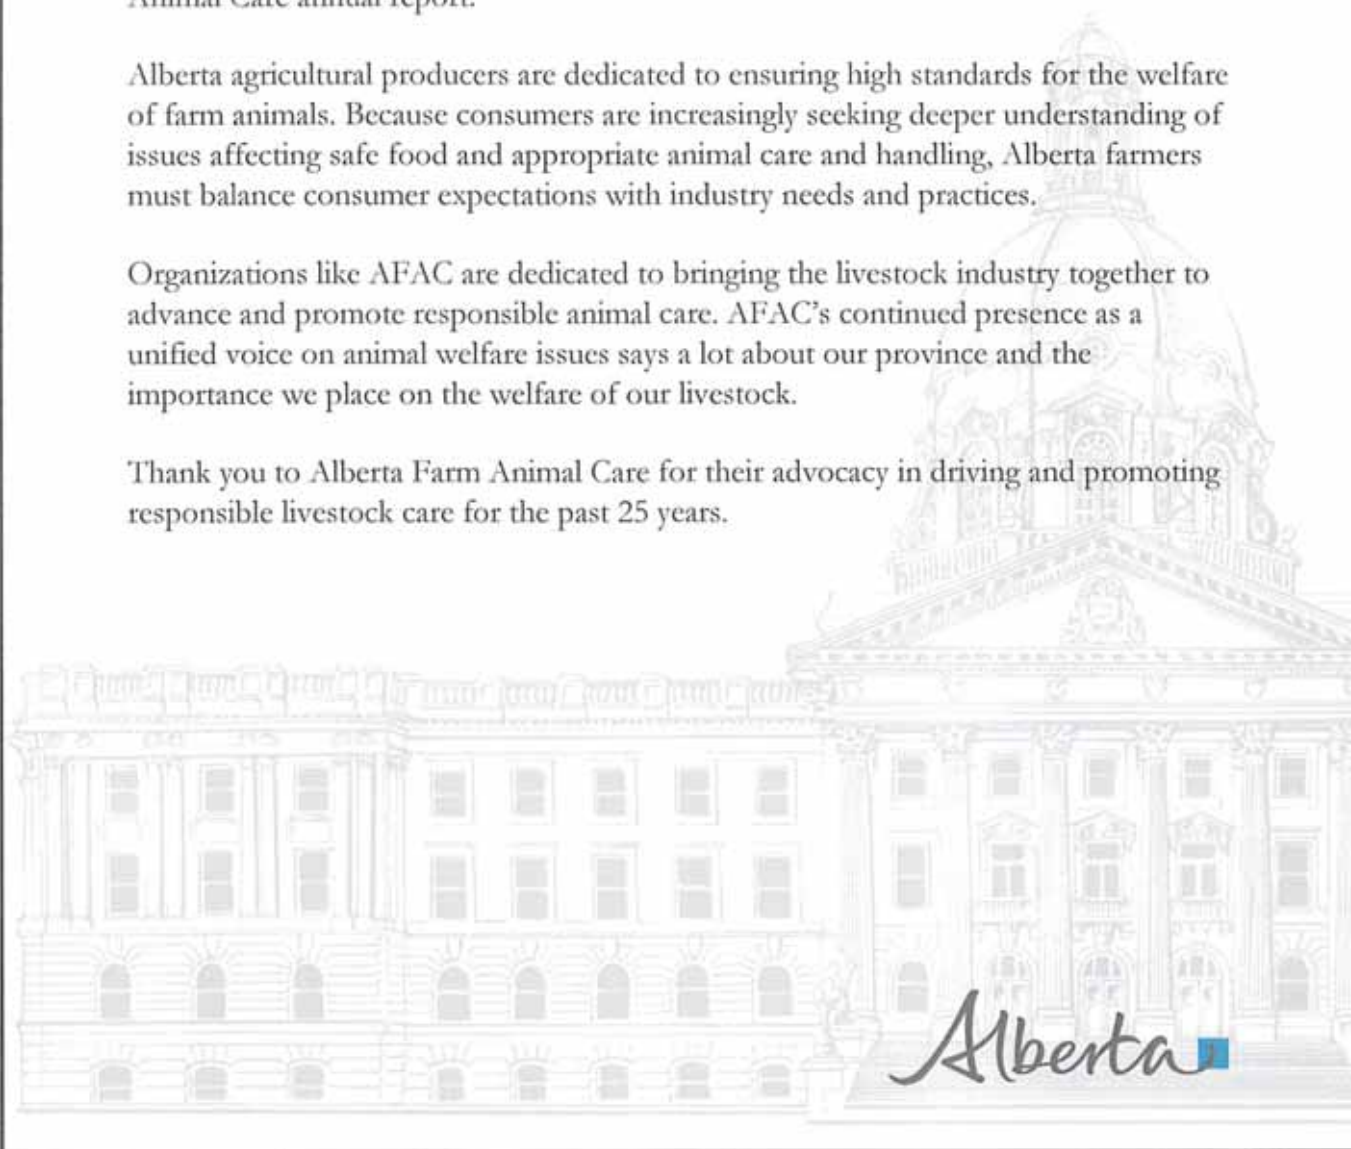 Animal Care annual report.
Alberta agricultural producers are dedicated to ensuring high standards for the welfare
of farm animals. Because consumers are increasingly seeking deeper understanding of
issues affecting safe food and appropriate animal care and handling, Alberta farmers
must balance consumer expectations with industry needs and practices.
Organizations like AFAC are dedicated to bringing the livestock industry together to
advance and promote responsible animal care. AFAC's continued presence as a
unified voice on animal welfare issues says a lot about our province and the
importance we place on the welfare of our livestock.
Thank you to Alberta Farm Animal Care for their advocacy in driving and promoting
responsible livestock care for the past 25 years.
Alberta